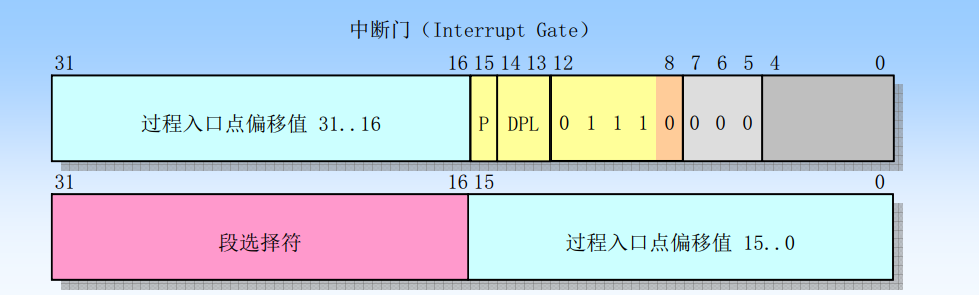 中断门（Interrupt Gate）
31 16 15 14 13 12 8 7 6 5 4 0
过程入口点偏移值 31..16 P DPL 0 1 1 1 0 0 0 0
31 16 15 0
段选择符 过程入口点偏移值 15..0